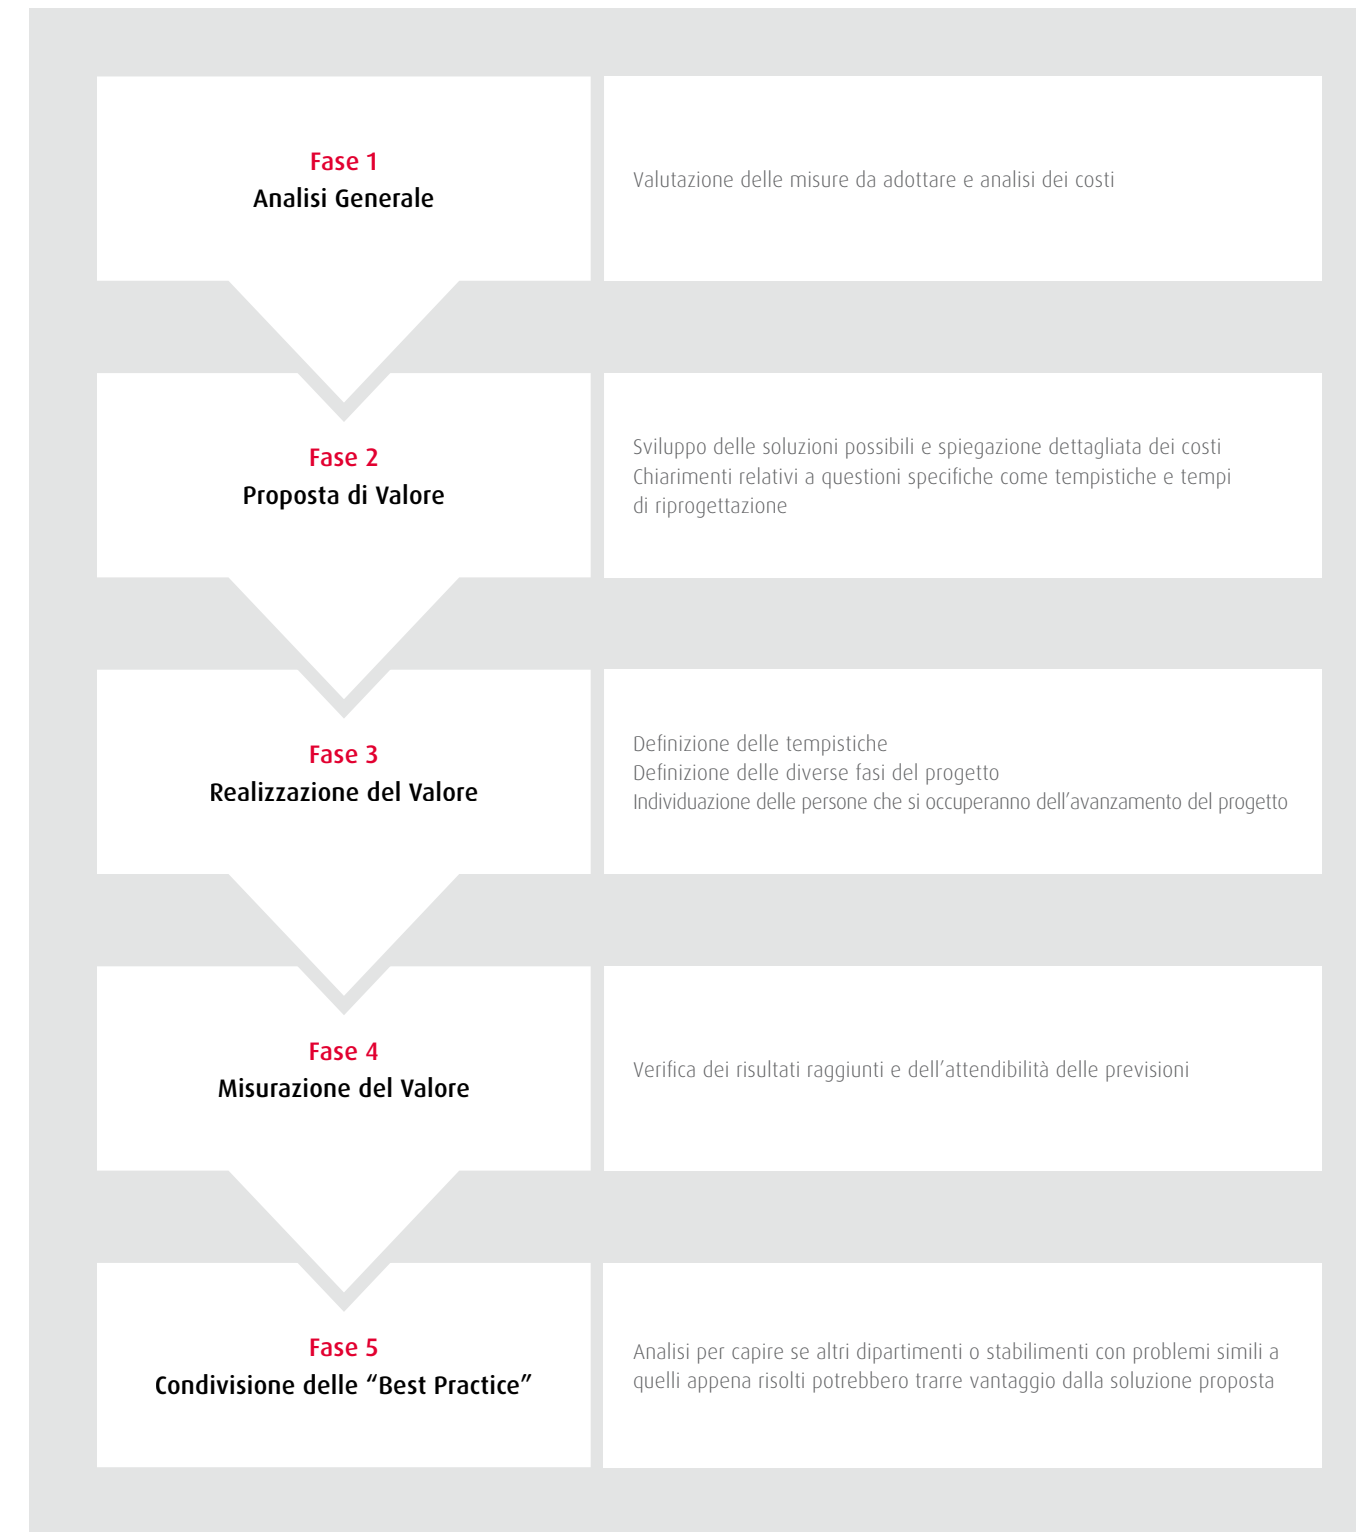 Fase 1
Analisi Generale
Valutazione delle misure da adottare e analisi dei costi
Fase 2
Proposta di Valore
Sviluppo delle soluzioni possibili e spiegazione dettagliata dei costi
Chiarimenti relativi a questioni specifiche come tempistiche e tempi
di riprogettazione
Fase 3
Realizzazione del Valore
Definizione delle tempistiche
Definizione delle diverse fasi del progetto
Individuazione delle persone che si occuperanno dell’avanzamento del progetto
Fase 4
Misurazione del Valore
Verifica dei risultati raggiunti e dell’attendibilità delle previsioni
Fase 5
Condivisione delle “Best Practice”
Analisi per capire se altri dipartimenti o stabilimenti con problemi simili a
quelli appena risolti potrebbero trarre vantaggio dalla soluzione proposta